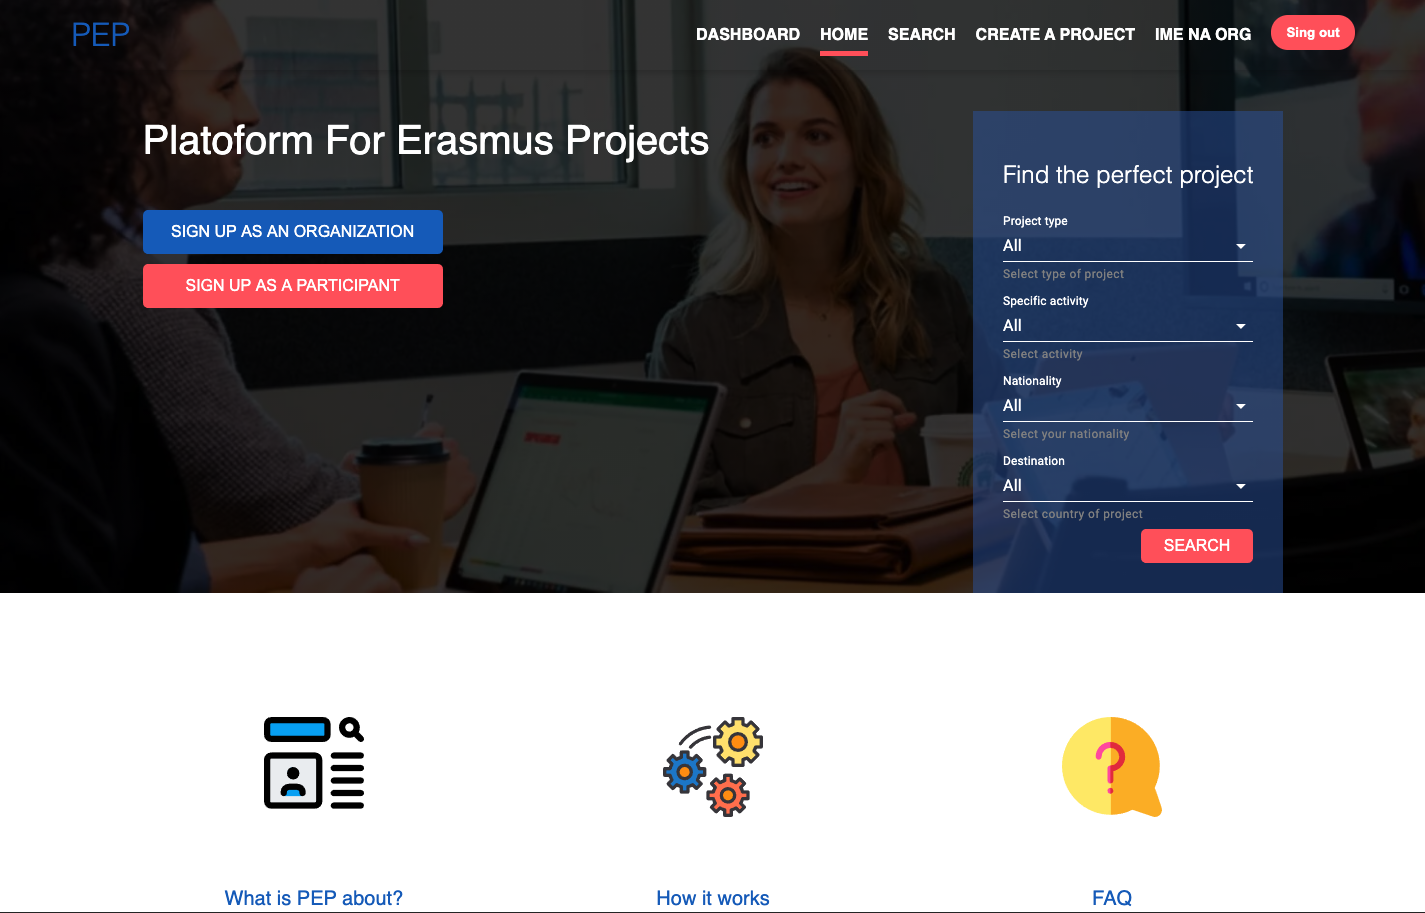 PEP
DASHBOARD HOME SEARCH CREATE A PROJECT IME NA ORG Sing out
Platoform For Erasmus Projects
SIGN UP AS AN ORGANIZATION
SIGN UP AS A PARTICIPANT
Find the perfect project
Project type
All
Select type of project
Specific activity
All
Select activity
Nationality
All
Select your nationality
Destination
All
Select country of project
SEARCH
What is PEP about?
How it works
FAQ